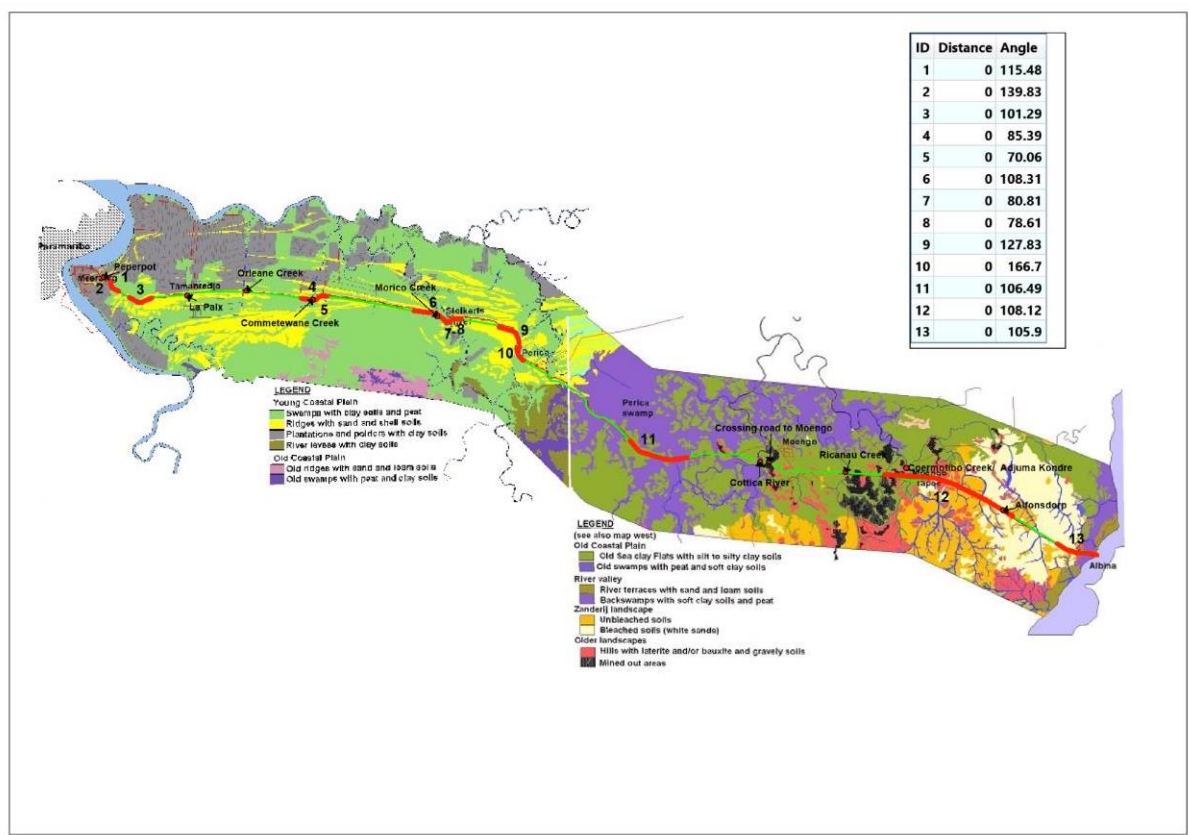 ID Distance Angle
1 0 115.48
2 0 139.83
3 0 101.29
4 0 85.39
5 0 70.06
6 0 108.31
7 0 80.81
8 0 78.61
9 0 127.83
10 0 166.7
11 0 106.49
12 0 108.12
13 0 105.9
Paramaribo
Peperpot
1
2
3
Tamanredjo
La Paix
Orleane Creek
4
5
Commetewane Creek
Morico Creek
6
7
8
9
10
Perica
LEGEND
Young Coastal Plain
Swamps with clay soils and peat
Ridges with sand and shell soils
Plantations and polders with clay soils
River levees with clay soils
Old Coastal Plain
Old ridges with sand and loam soils
Old swamps with peat and clay soils
Perica
swamp
11
Crossing road to Moengo
Moengo
Cottica River
Ricanau Creek
Coermotibo Creek
12
Adjuma Kondre
Alfonsdorp
13
Albina
LEGEND
(see also map west)
Old Coastal Plain
Old Sea clay Flats with silt to silty clay soils
Old swamps with peat and soft clay soils
River valley
River terraces with sand and loam soils
Backswamps with soft clay soils and peat
Zanderij landscape
Unbleached soils
Bleached soils (white sands)
Older landscapes
Hills with laterite and/or bauxite and gravely soils
Mined out areas